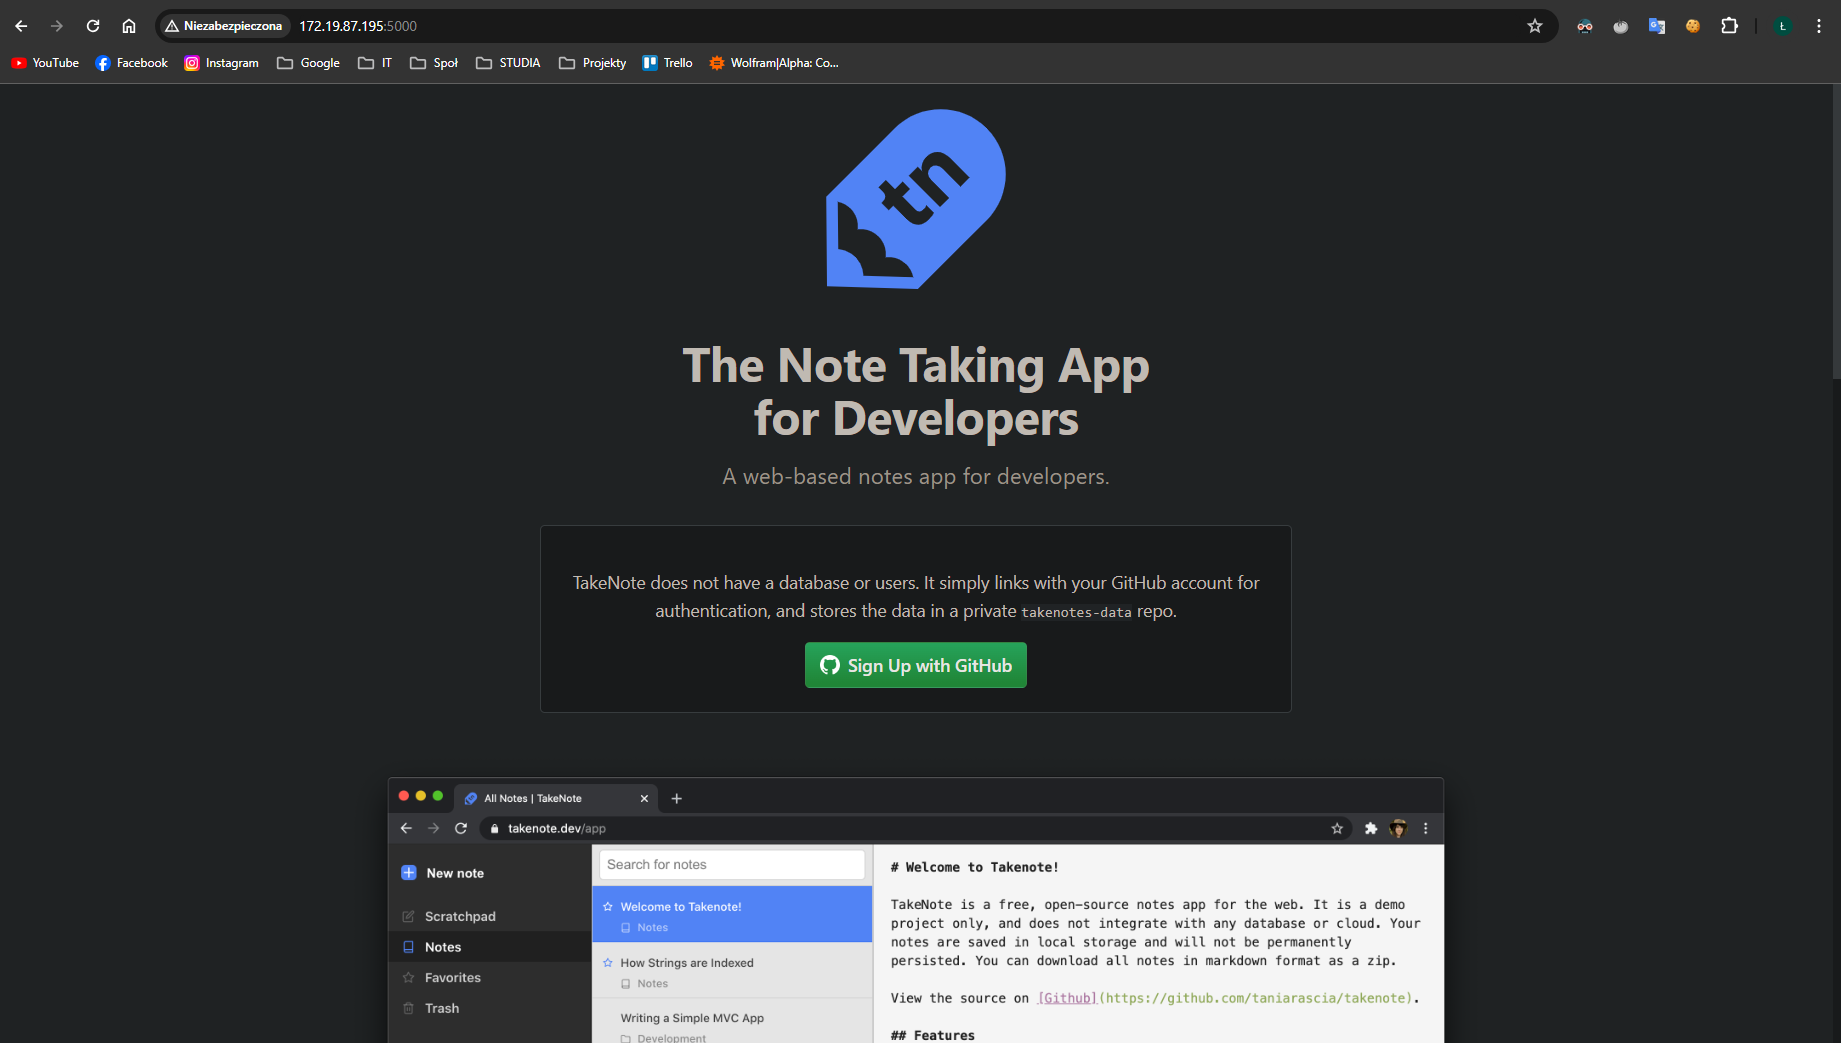 Niezabezpieczona 172.19.87.195:5000
Ł
YouTube Facebook Instagram Google IT Społ STUDIA Projekty Trello Wolfram|Alpha: Co...
tn
The Note Taking App
for Developers
A web-based notes app for developers.
TakeNote does not have a database or users. It simply links with your GitHub account for
authentication, and stores the data in a private takenotes-data repo.
Sign Up with GitHub
All Notes | TakeNote
takenote.dev/app
New note
Scratchpad
Notes
Favorites
Trash
Search for notes
Welcome to Takenote!
Notes
How Strings are Indexed
Notes
Writing a Simple MVC App
Development
# Welcome to Takenote!
TakeNote is a free, open-source notes app for the web. It is a demo
project only, and does not integrate with any database or cloud. Your
notes are saved in local storage and will not be permanently
persisted. You can download all notes in markdown format as a zip.
View the source on [Github](https://github.com/taniarascia/takenote).
## Features